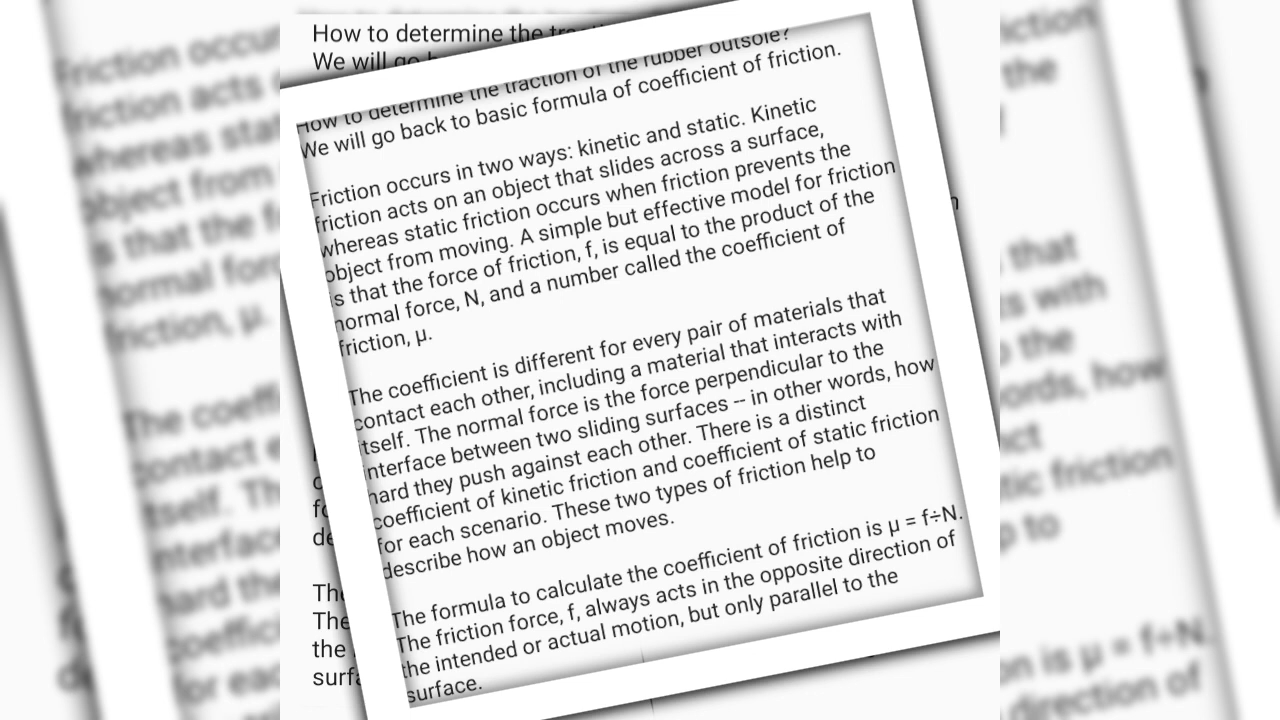 How to determine the
We will go
How to determine the traction of the rubber outsole?
We will go back to basic formula of coefficient of friction.
Friction occurs in two ways: kinetic and static. Kinetic
friction acts on an object that slides across a surface,
whereas static friction occurs when friction prevents the
object from moving. A simple but effective model for friction
is that the force of friction, f, is equal to the product of the
normal force, N, and a number called the coefficient of
friction, µ.
The coefficient is different for every pair of materials that
contact each other, including a material that interacts with
itself. The normal force is the force perpendicular to the
interface between two sliding surfaces -- in other words, how
hard they push against each other. There is a distinct
coefficient of kinetic friction and coefficient of static friction
for each scenario. These two types of friction help to
describe how an object moves.
The formula to calculate the coefficient of friction is µ = f÷N.
The friction force, f, always acts in the opposite direction of
the intended or actual motion, but only parallel to the
surface.
The
the